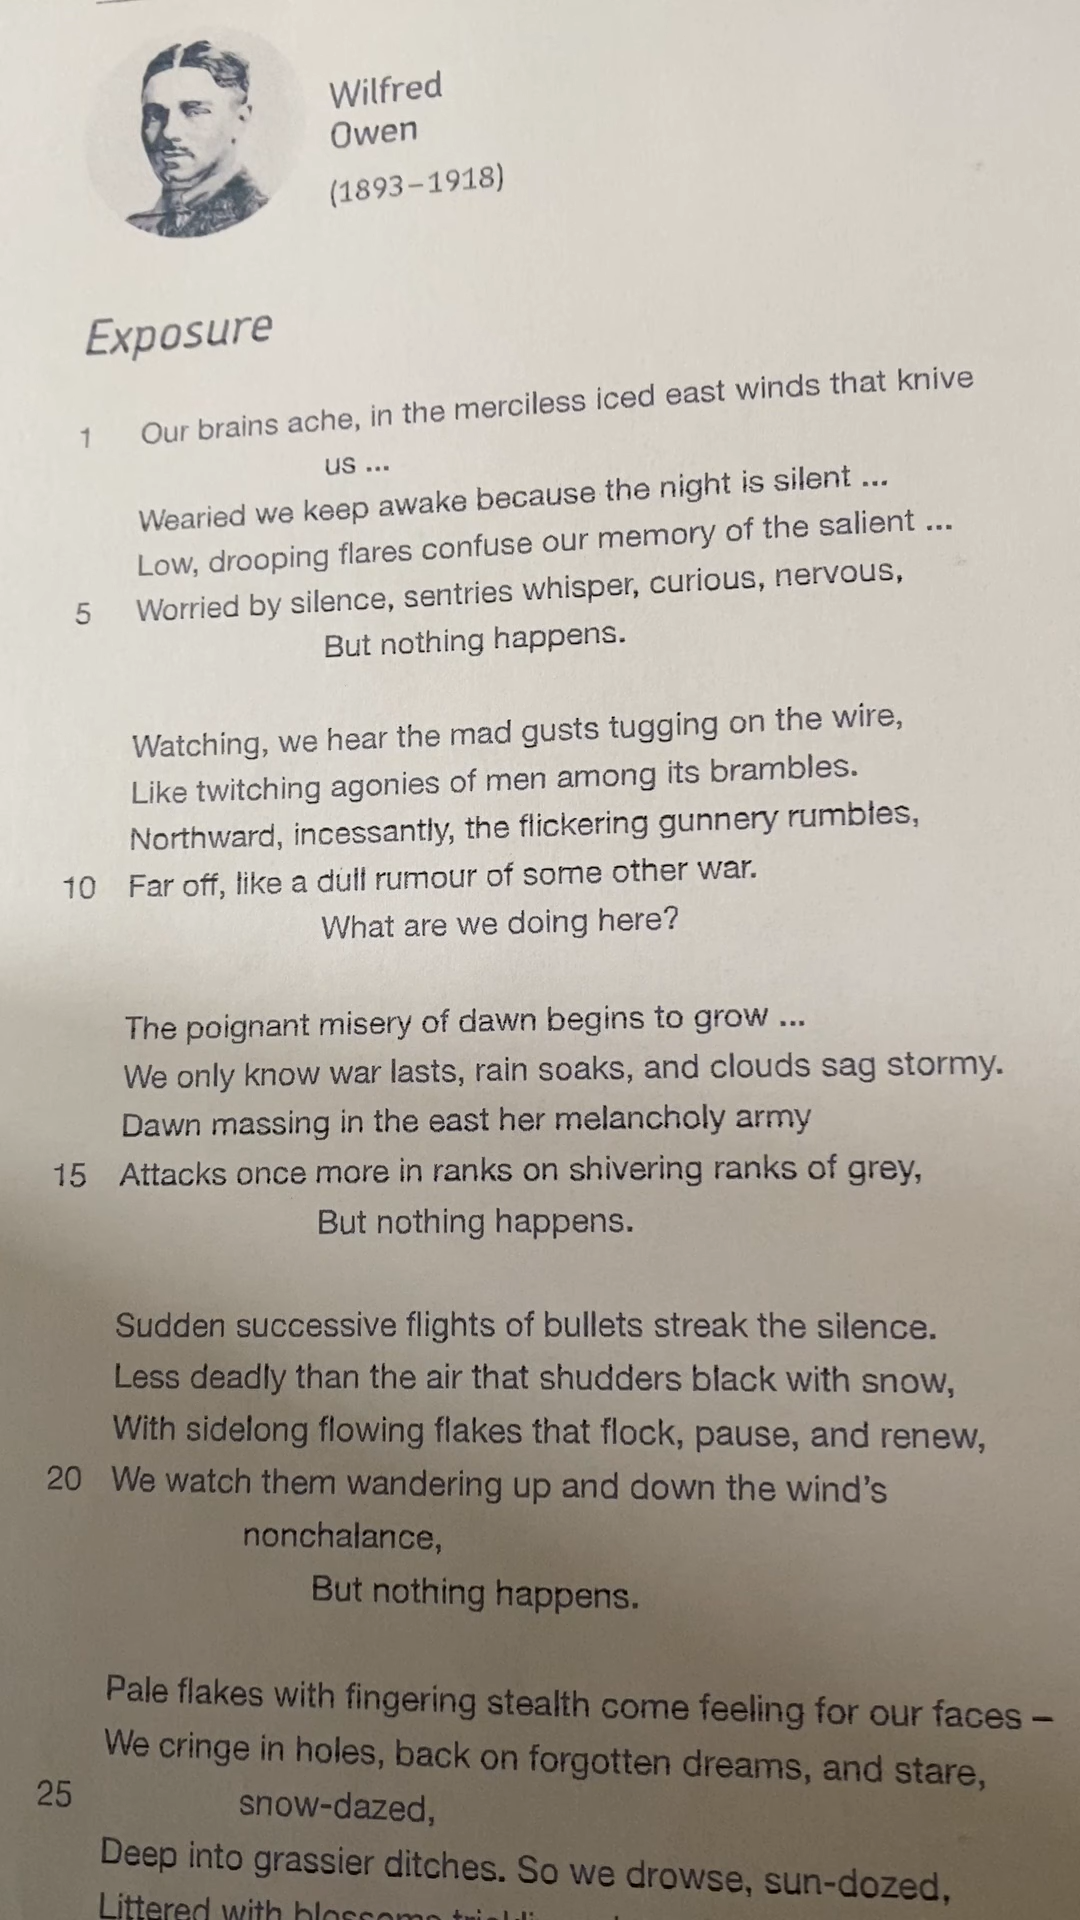 Wilfred
Owen
(1893–1918)
Exposure
1 Our brains ache, in the merciless iced east winds that knive
us ...
Wearied we keep awake because the night is silent ...
Low, drooping flares confuse our memory of the salient ...
5 Worried by silence, sentries whisper, curious, nervous,
But nothing happens.
Watching, we hear the mad gusts tugging on the wire,
Like twitching agonies of men among its brambles.
Northward, incessantly, the flickering gunnery rumbles,
10 Far off, like a dull rumour of some other war.
What are we doing here?
The poignant misery of dawn begins to grow ...
We only know war lasts, rain soaks, and clouds sag stormy.
Dawn massing in the east her melancholy army
15 Attacks once more in ranks on shivering ranks of grey,
But nothing happens.
Sudden successive flights of bullets streak the silence.
Less deadly than the air that shudders black with snow,
With sidelong flowing flakes that flock, pause, and renew,
20 We watch them wandering up and down the wind's
nonchalance,
But nothing happens.
Pale flakes with fingering stealth come feeling for our faces –
We cringe in holes, back on forgotten dreams, and stare,
25 snow-dazed,
Deep into grassier ditches. So we drowse, sun-dozed,
Littered with blossoms